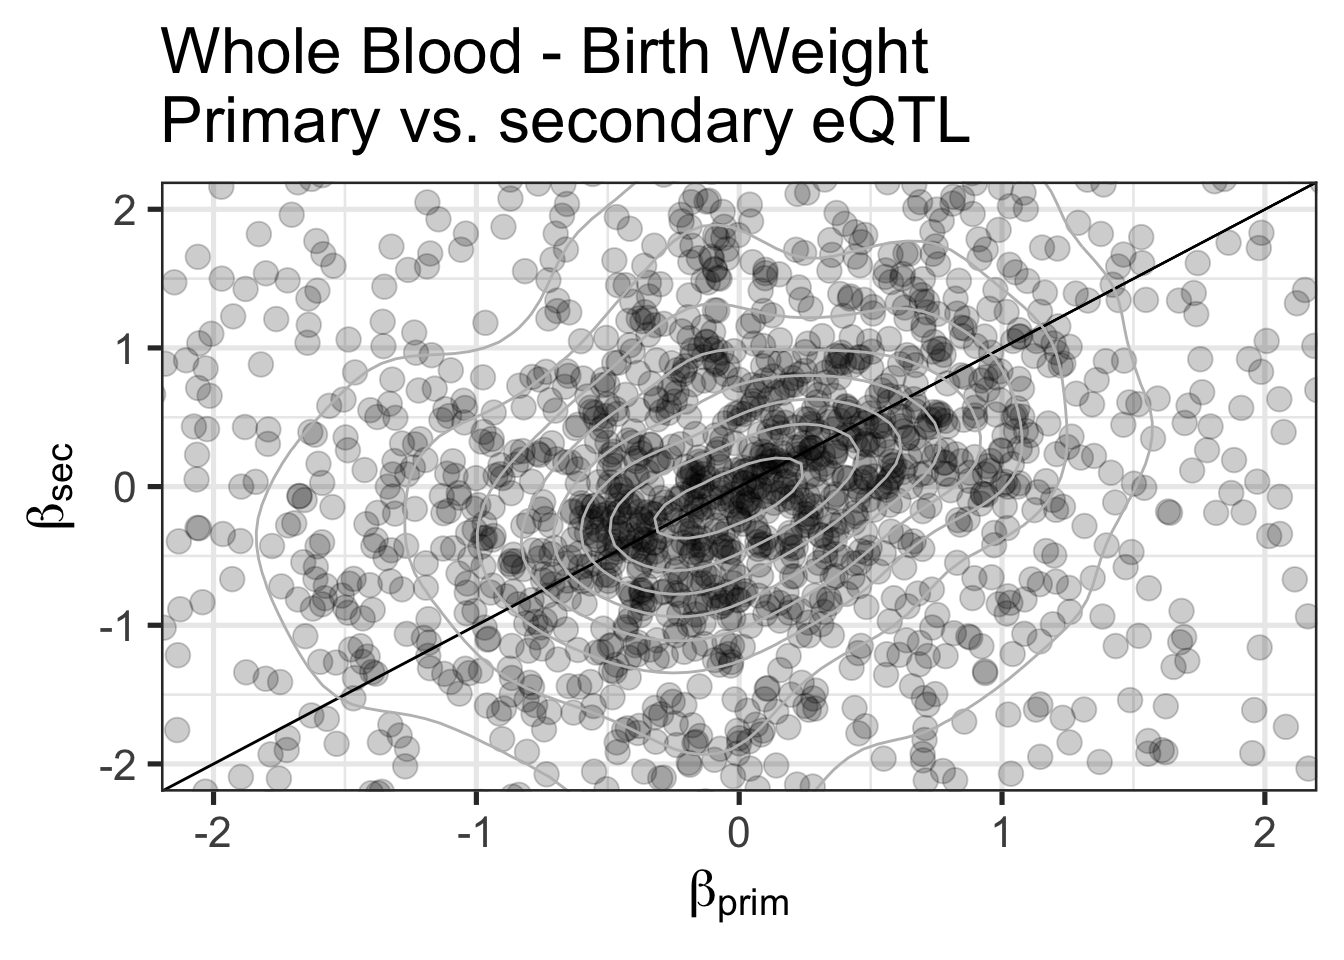 Whole Blood - Birth Weight
Primary vs. secondary eQTL
2
1
0
-1
-2
βsec
-2 -1 0 1 2
βprim